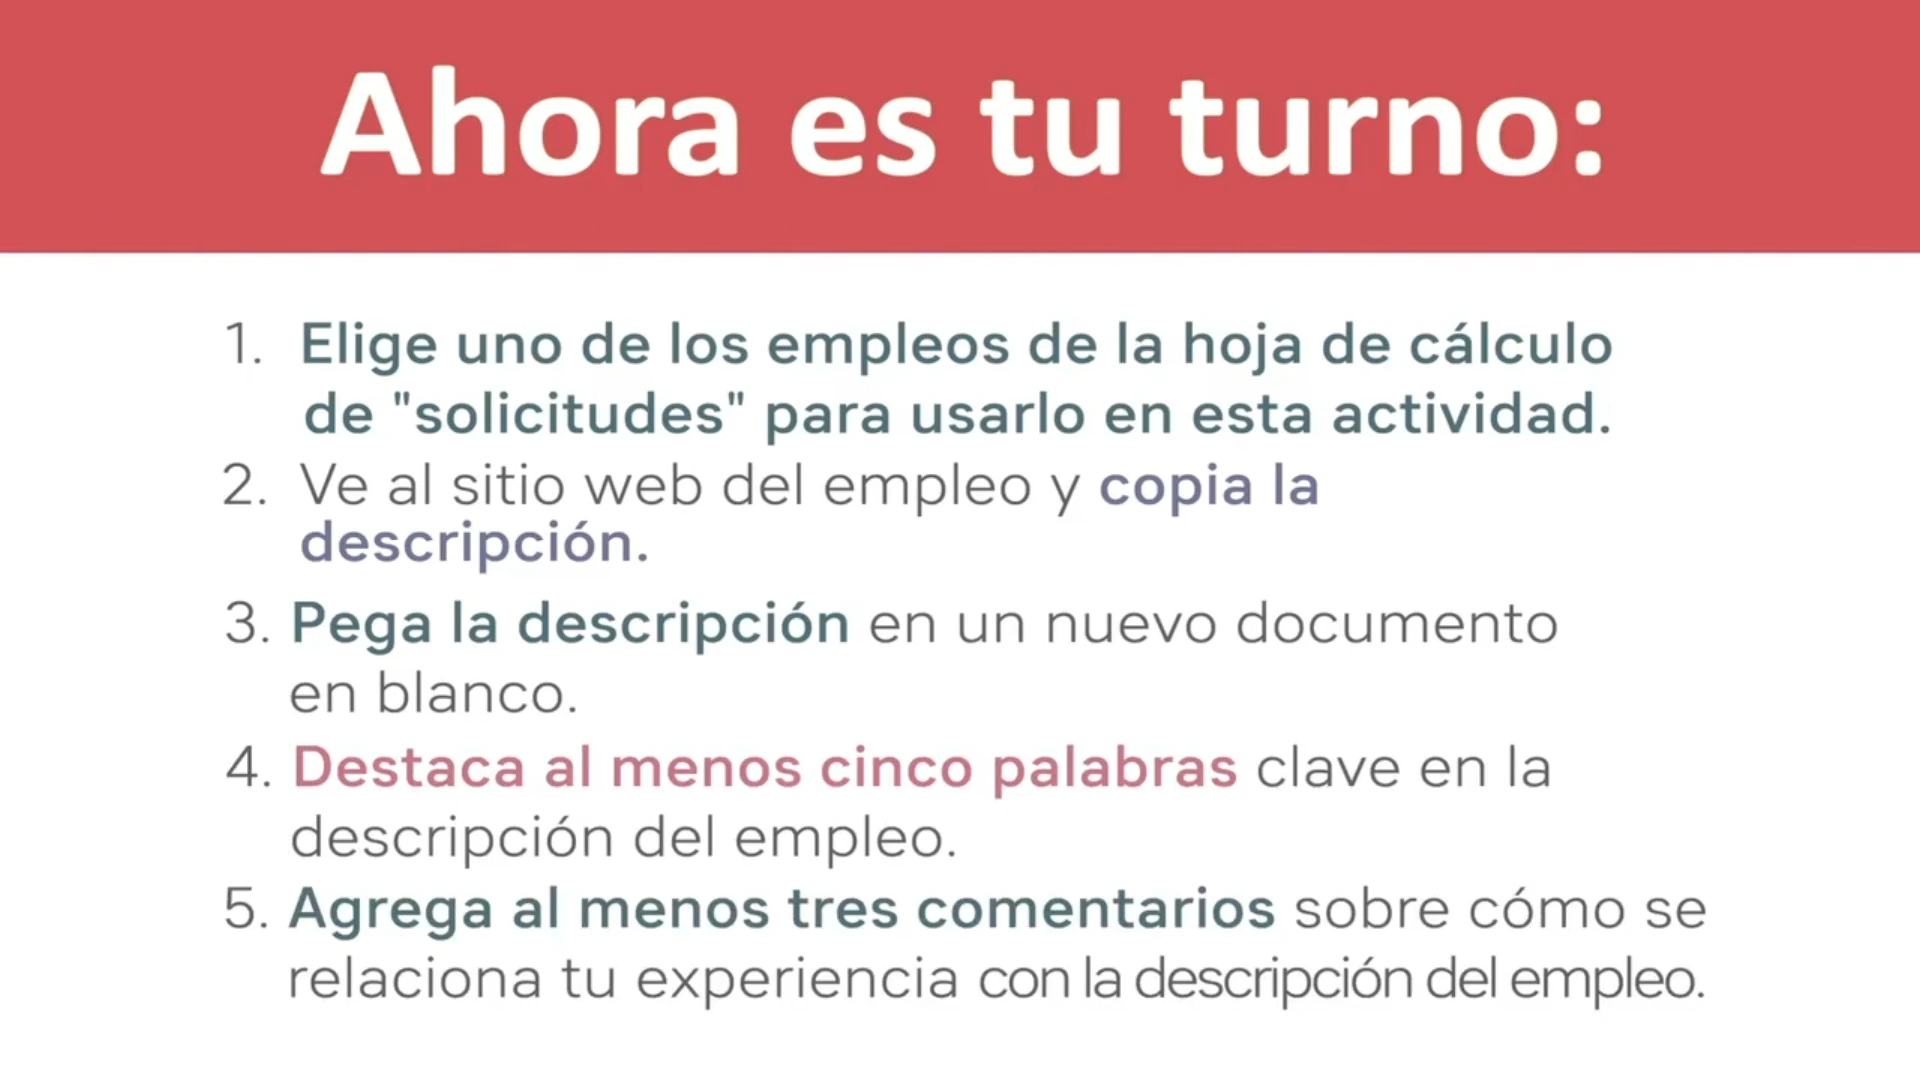 Ahora es tu turno:
1. Elige uno de los empleos de la hoja de cálculo
de "solicitudes" para usarlo en esta actividad.
2. Ve al sitio web del empleo y copia la
descripción.
3. Pega la descripción en un nuevo documento
en blanco.
4. Destaca al menos cinco palabras clave en la
descripción del empleo.
5. Agrega al menos tres comentarios sobre cómo se
relaciona tu experiencia con la descripción del empleo.